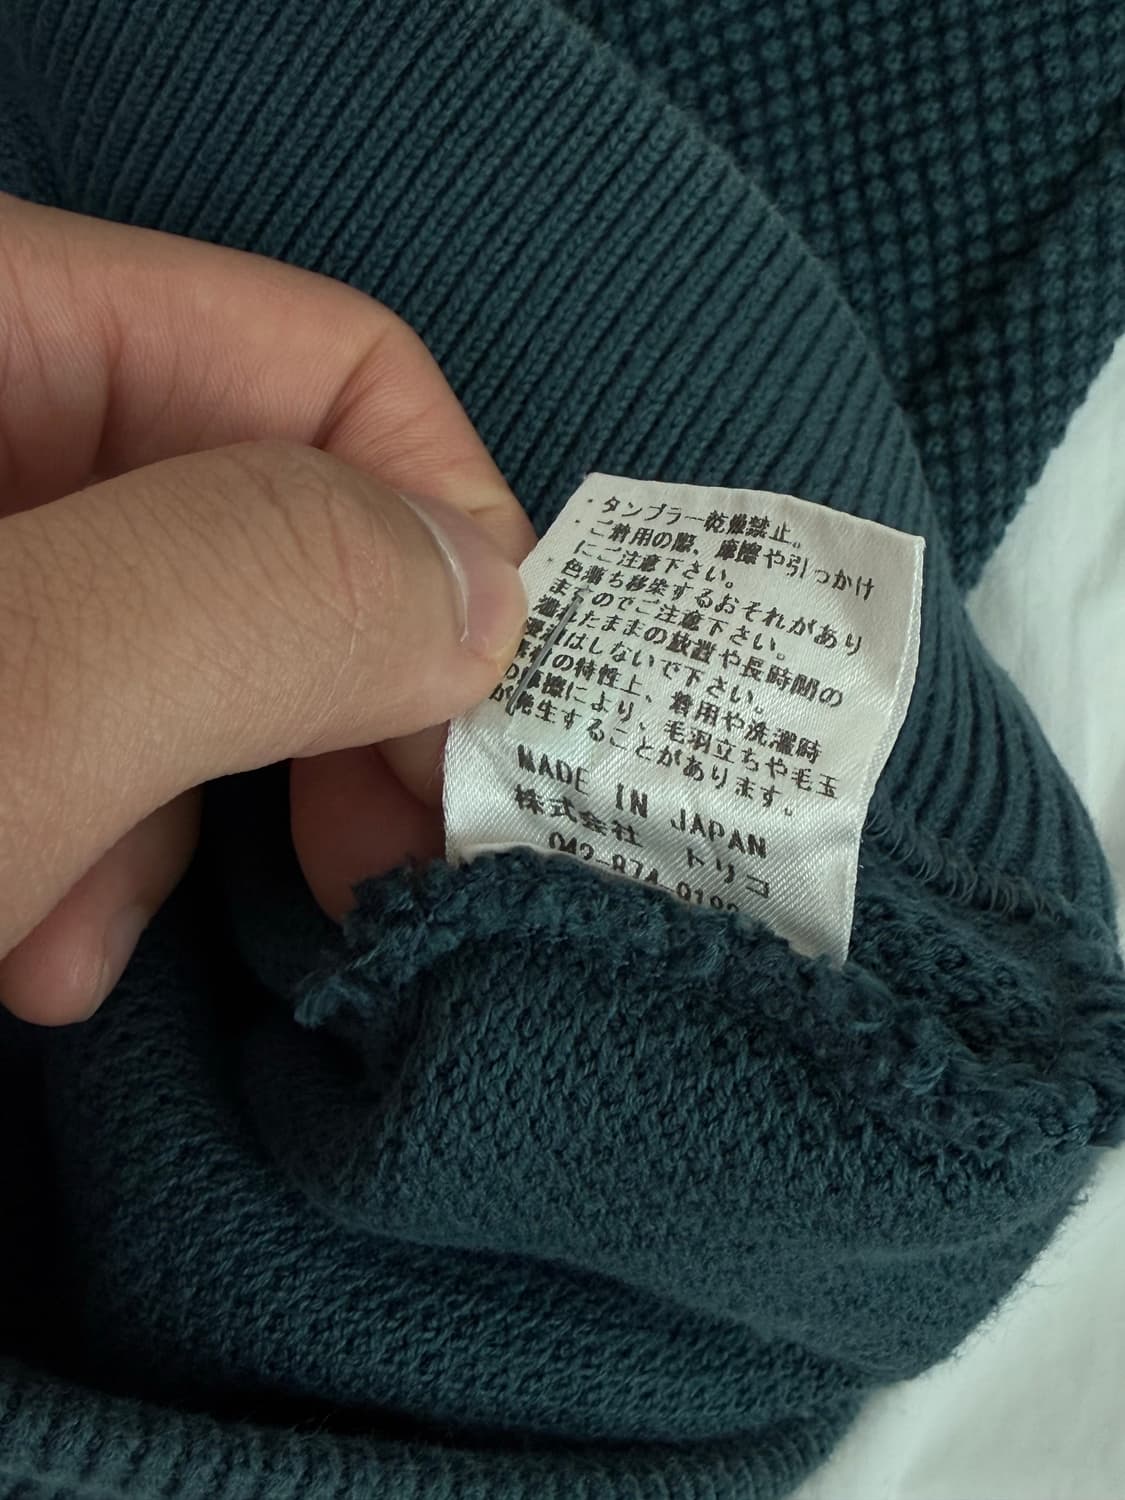 ・タンブラー乾燥禁止。
・ご着用の際、摩擦や引っかけ
にご注意下さい。
・色落ち移染するおそれがあり
ますのでご注意下さい。
濡れたままの放置や長時間の
浸漬はしないで下さい。
素材の特性上、着用や洗濯時
の摩擦により、毛羽立ちや毛玉
が発生することがあります。
MADE IN JAPAN
株式会社 トリコ
042-874-9182